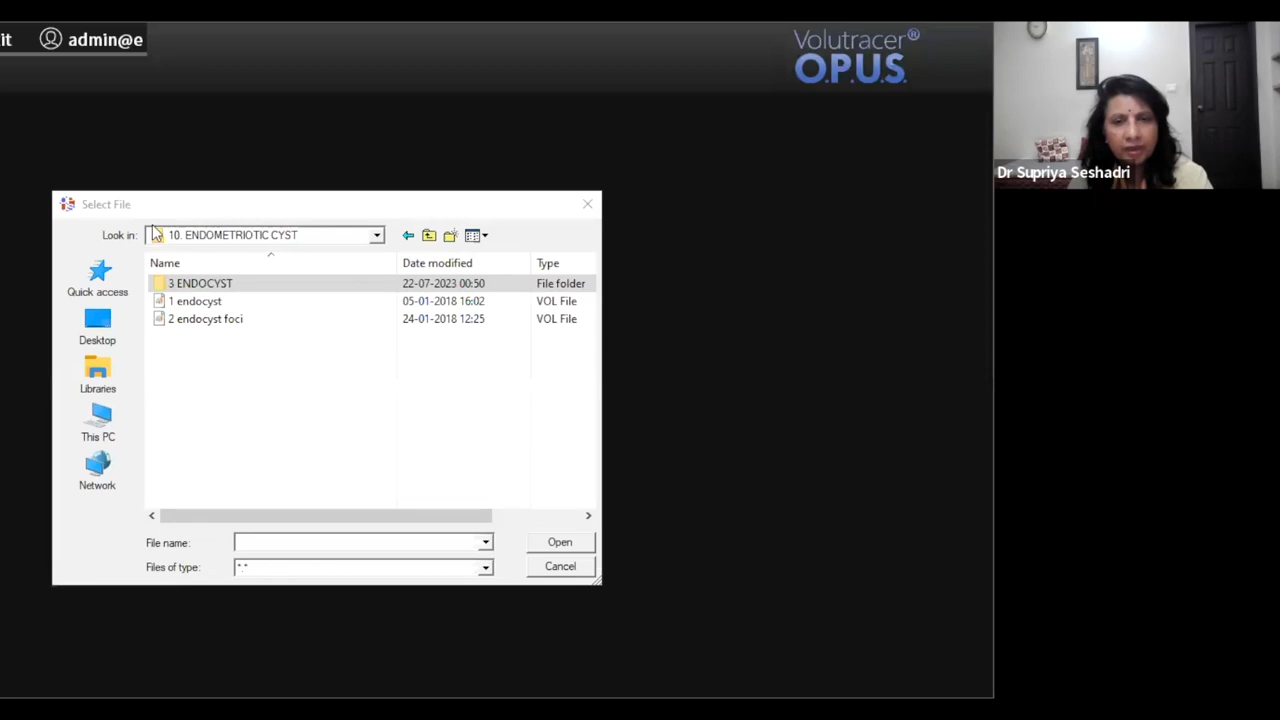 it admin@e
Volutracer®
O.P.U.S.
Dr Supriya Seshadri
Select File
Look in: 10. ENDOMETRIOTIC CYST
Name Date modified Type
3 ENDOCYST 22-07-2023 00:50 File folder
1 endocyst 05-01-2018 16:02 VOL File
2 endocyst foci 24-01-2018 12:25 VOL File
Quick access
Desktop
Libraries
This PC
Network
File name: Open
Files of type: *.* Cancel